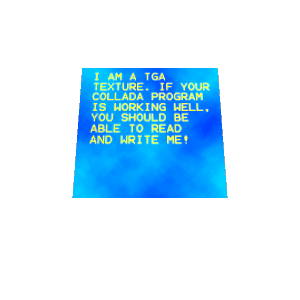 I AM A TGA
TEXTURE. IF YOUR
COLLADA PROGRAM
IS WORKING WELL,
YOU SHOULD BE
ABLE TO READ
AND WRITE ME!